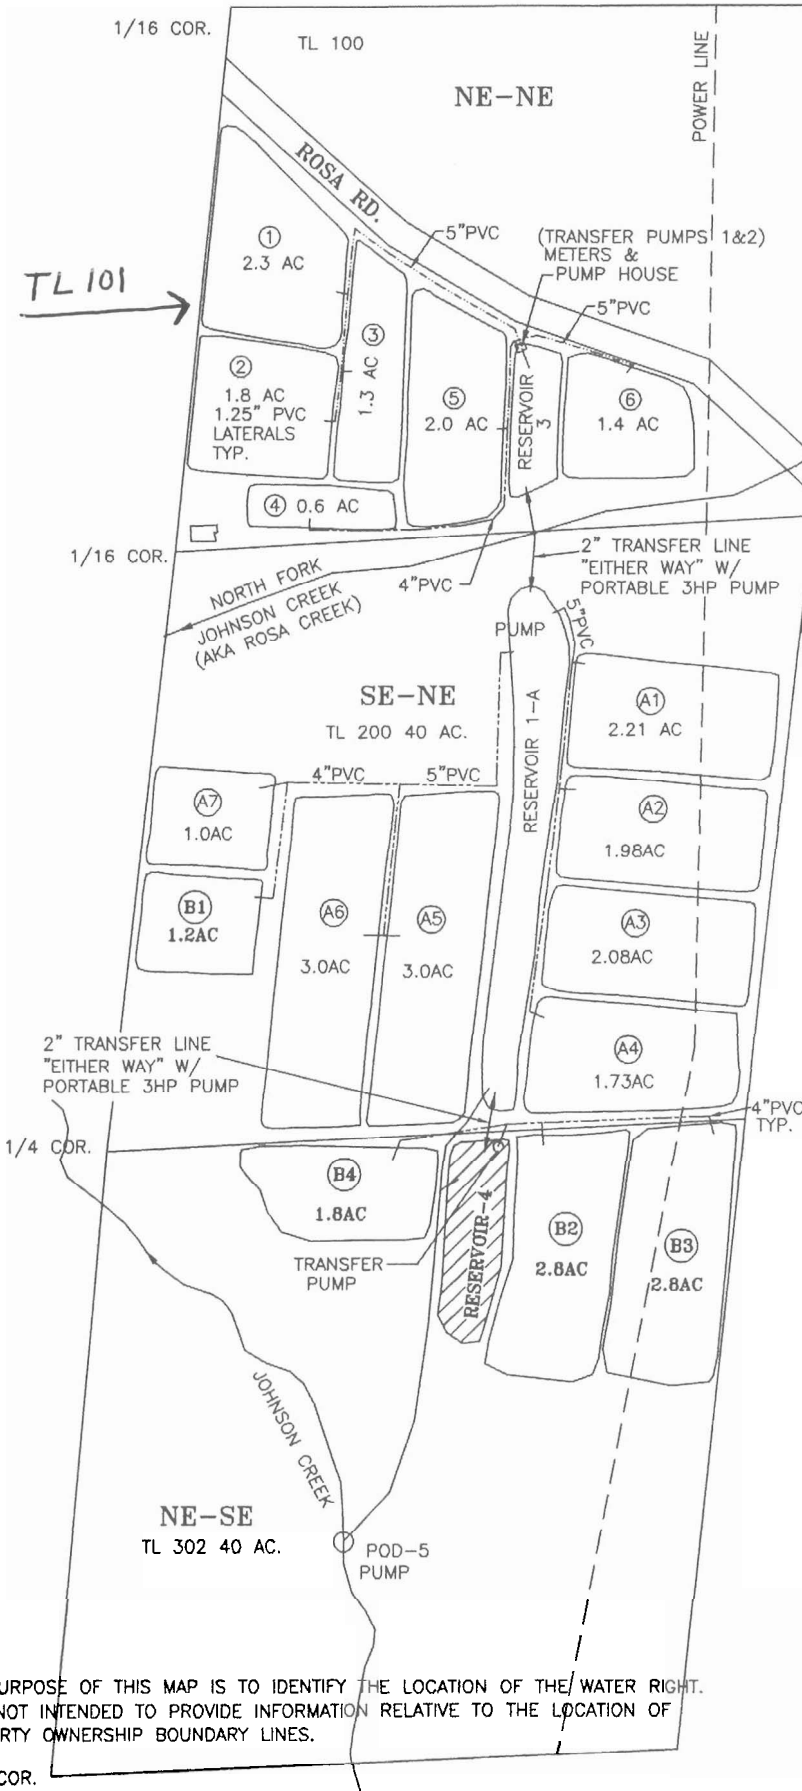 1/16 COR.
TL 100
NE-NE
POWER LINE
ROSA RD.
5"PVC
(TRANSFER PUMPS 1&2)
METERS &
PUMP HOUSE
5"PVC
TL 101
1
2.3 AC
2
1.8 AC
1.25" PVC
LATERALS
TYP.
3
1.3 AC
5
2.0 AC
RESERVOIR
3
6
1.4 AC
4 0.6 AC
1/16 COR.
4"PVC
2" TRANSFER LINE
"EITHER WAY" W/
PORTABLE 3HP PUMP
NORTH FORK
JOHNSON CREEK
(AKA ROSA CREEK)
PUMP
5"PVC
SE-NE
TL 200 40 AC.
RESERVOIR 1-A
A1
2.21 AC
4"PVC
5"PVC
A7
1.0AC
A2
1.98AC
B1
1.2AC
A6
3.0AC
A5
3.0AC
A3
2.08AC
2" TRANSFER LINE
"EITHER WAY" W/
PORTABLE 3HP PUMP
A4
1.73AC
4"PVC
TYP.
1/4 COR.
B4
1.8AC
RESERVOIR-4
B2
2.8AC
B3
2.8AC
TRANSFER
PUMP
JOHNSON CREEK
NE-SE
TL 302 40 AC.
POD-5
PUMP
URPOSE OF THIS MAP IS TO IDENTIFY THE LOCATION OF THE WATER RIGHT.
NOT INTENDED TO PROVIDE INFORMATION RELATIVE TO THE LOCATION OF
RTY OWNERSHIP BOUNDARY LINES.
COR.